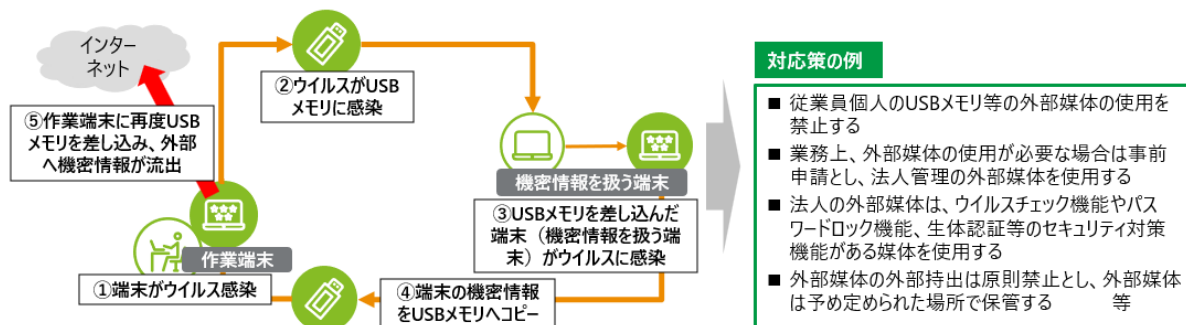 インター
ネット
⑤作業端末に再度USB
メモリを差し込み、外部
へ機密情報が流出
②ウイルスがUSB
メモリに感染
作業端末
①端末がウイルス感染
機密情報を扱う端末
③USBメモリを差し込んだ
端末（機密情報を扱う端
末）がウイルスに感染
④端末の機密情報
をUSBメモリへコピー
対応策の例
■ 従業員個人のUSBメモリ等の外部媒体の使用を
禁止する
■ 業務上、外部媒体の使用が必要な場合は事前
申請とし、法人管理の外部媒体を使用する
■ 法人の外部媒体は、ウイルスチェック機能やパス
ワードロック機能、生体認証等のセキュリティ対策
機能がある媒体を使用する
■ 外部媒体の外部持出は原則禁止とし、外部媒体
は予め定められた場所で保管する 等